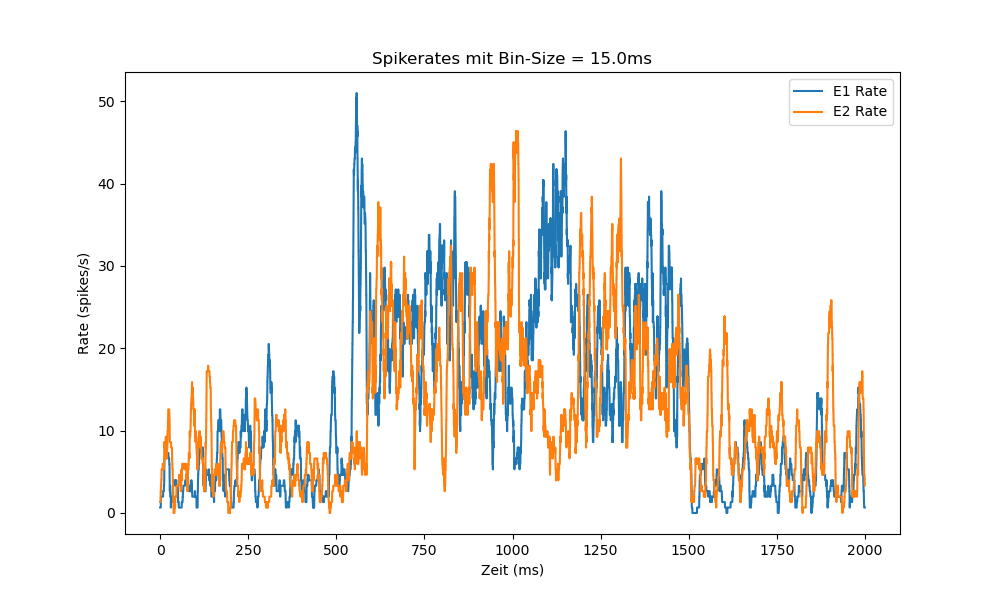 Spikerates mit Bin-Size = 15.0ms
E1 Rate
E2 Rate
50
40
30
20
10
0
Rate (spikes/s)
0 250 500 750 1000 1250 1500 1750 2000
Zeit (ms)